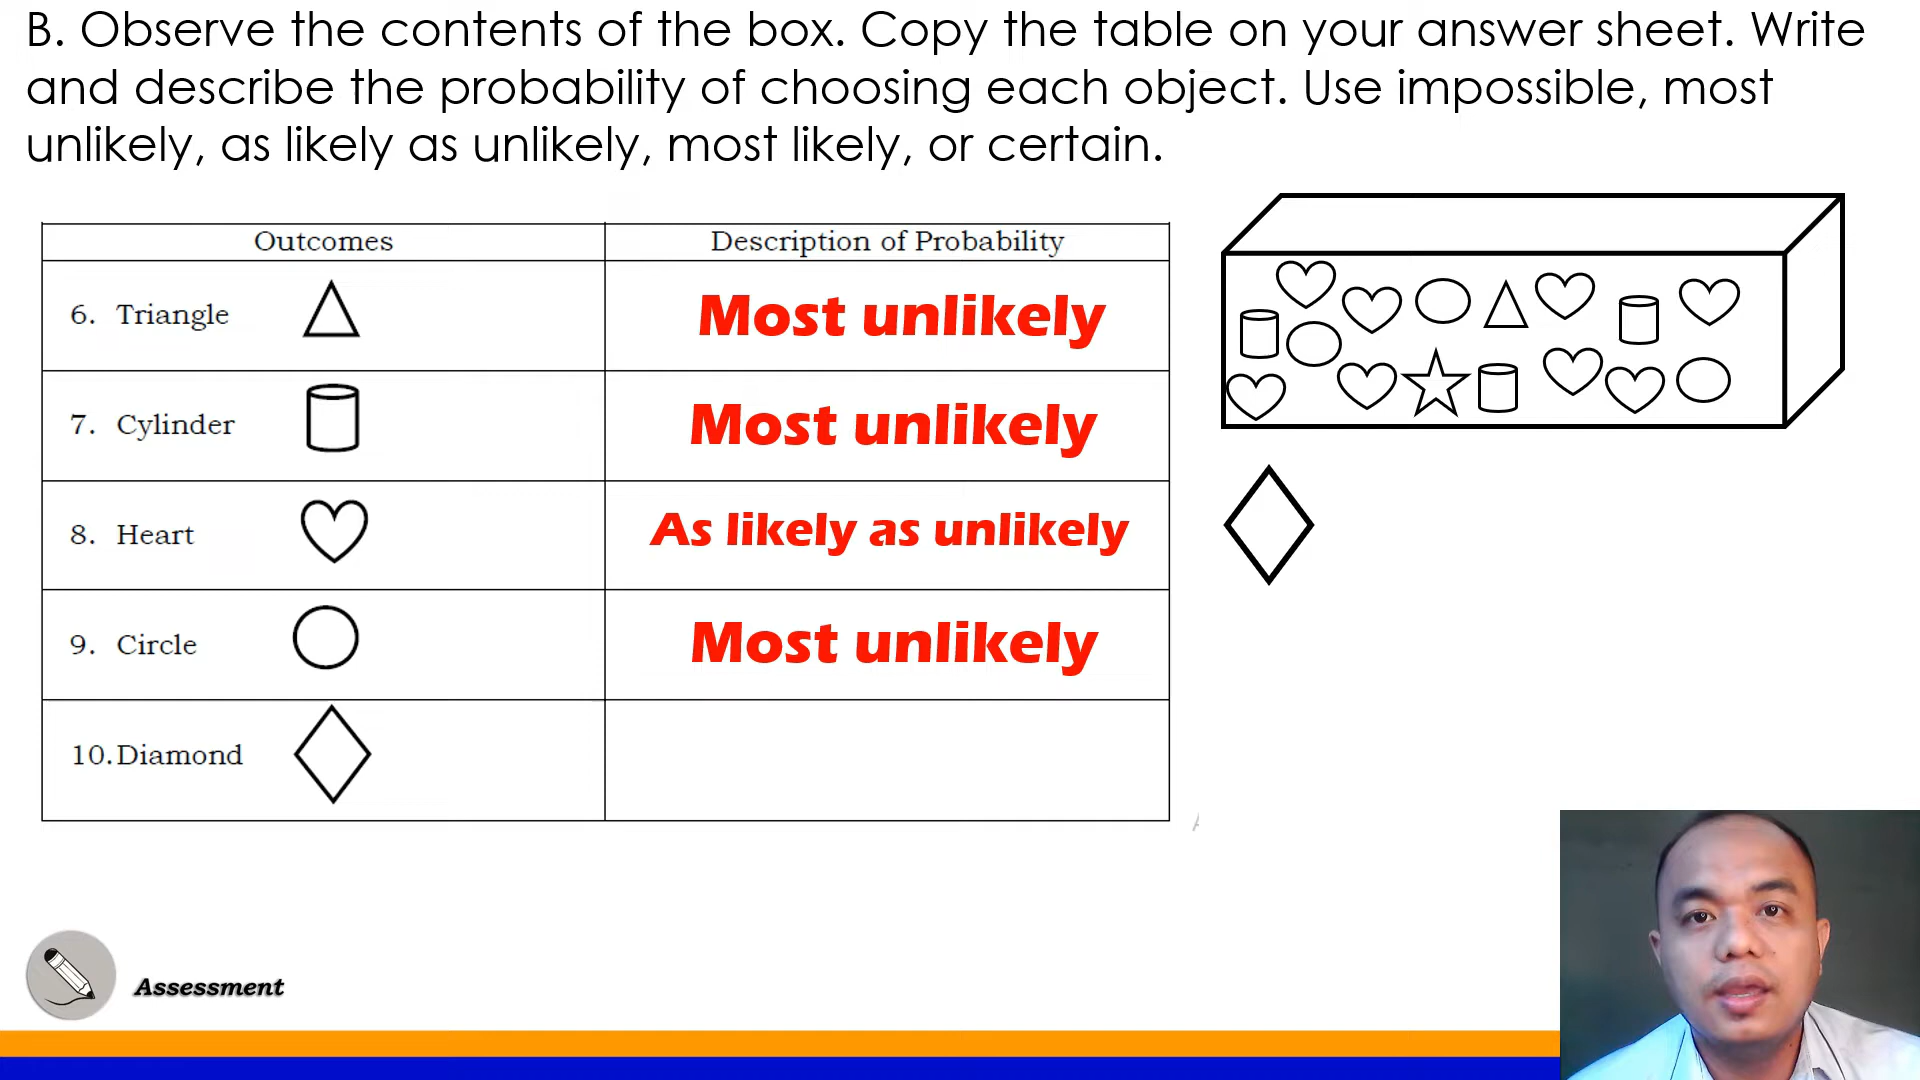 B. Observe the contents of the box. Copy the table on your answer sheet. Write
and describe the probability of choosing each object. Use impossible, most
unlikely, as likely as unlikely, most likely, or certain.
Outcomes Description of Probability
6. Triangle Most unlikely
7. Cylinder Most unlikely
8. Heart As likely as unlikely
9. Circle Most unlikely
10. Diamond
Assessment